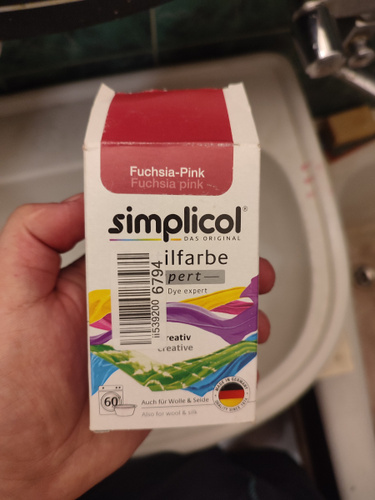 Fuchsia-Pink
Fuchsia pink
simplicol®
DAS ORIGINAL
ilfarbe
pert
Dye expert
reativ
creative
ii539200 6794
60°
Auch für Wolle & Seide
Also for wool & silk
MADE IN GERMANY